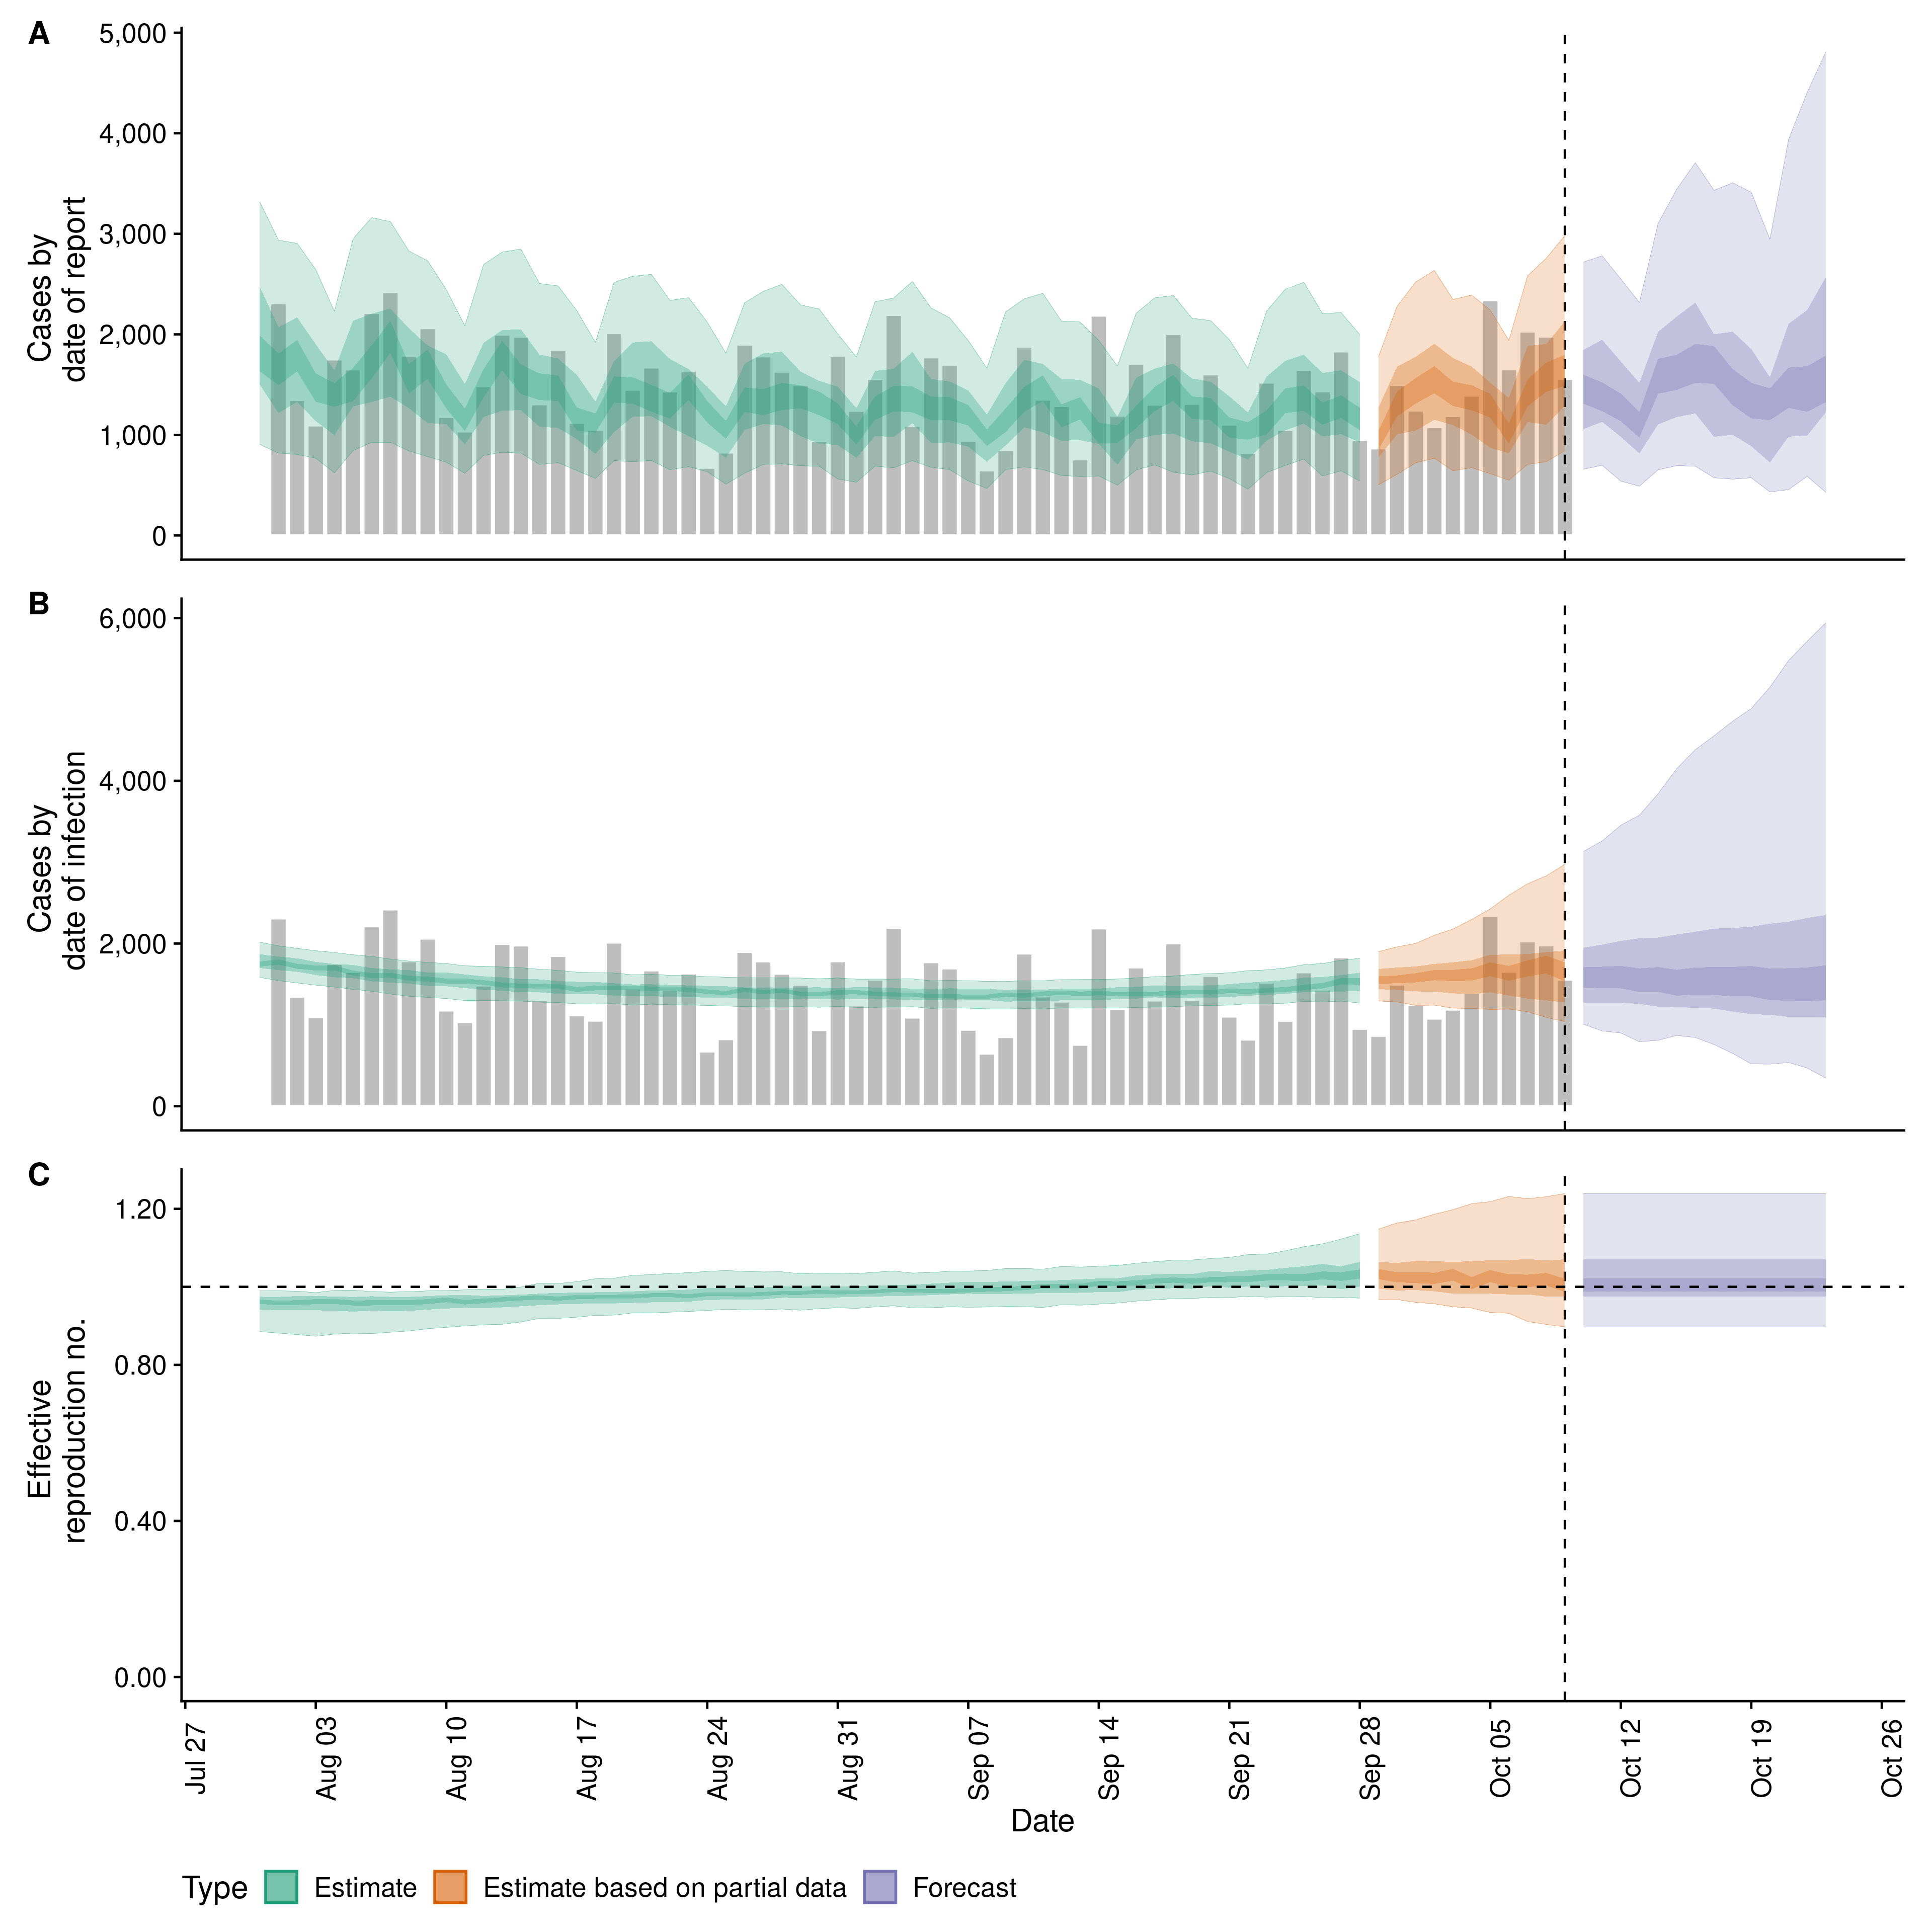 A
5,000
4,000
3,000
2,000
1,000
0
Cases by
date of report
B
6,000
4,000
2,000
0
Cases by
date of infection
C
1.20
0.80
0.40
0.00
Effective
reproduction no.
Jul 27
Aug 03
Aug 10
Aug 17
Aug 24
Aug 31
Sep 07
Sep 14
Sep 21
Sep 28
Oct 05
Oct 12
Oct 19
Oct 26
Date
Type Estimate Estimate based on partial data Forecast